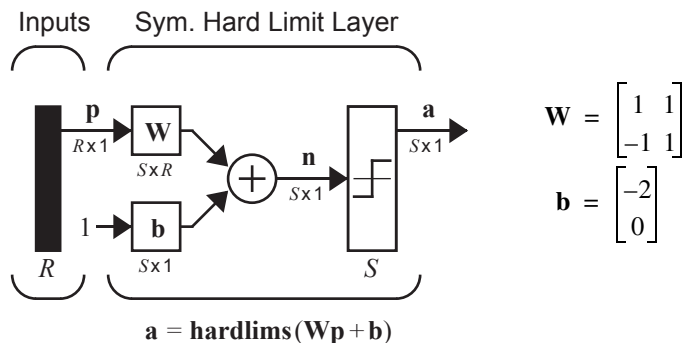 Inputs
Sym. Hard Limit Layer
p
R x 1
W
S x R
1
b
S x 1
n
S x 1
a
S x 1
R
S
a = hardlims (Wp + b)
W = [1 1
–1 1]
b = [–2
0]